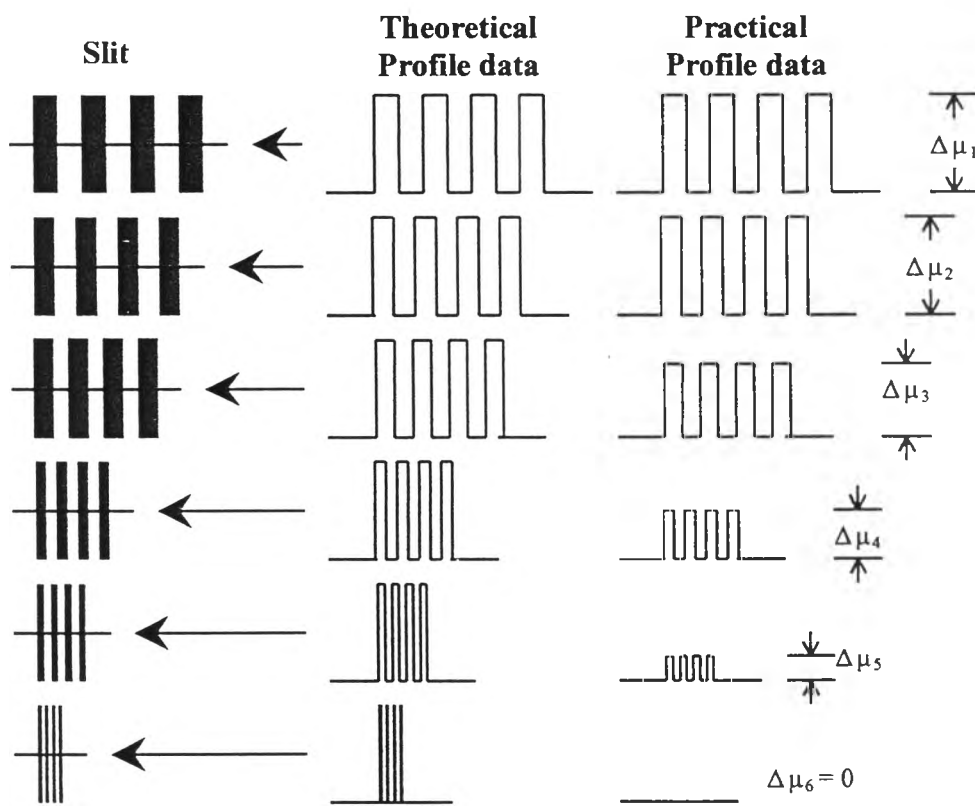 Slit
Theoretical
Profile data
Practical
Profile data
Δμ₁
Δμ₂
Δμ₃
Δμ₄
Δμ₅
Δμ₆ = 0